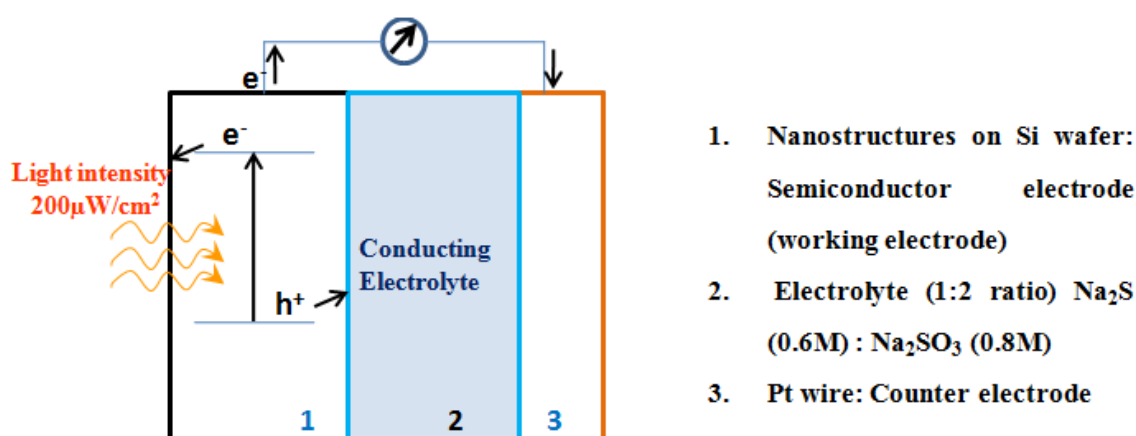 e⁻
e⁻
Light intensity
200µW/cm²
Conducting
Electrolyte
h⁺
1
2
3
1. Nanostructures on Si wafer:
Semiconductor electrode
(working electrode)
2. Electrolyte (1:2 ratio) Na₂S
(0.6M) : Na₂SO₃ (0.8M)
3. Pt wire: Counter electrode